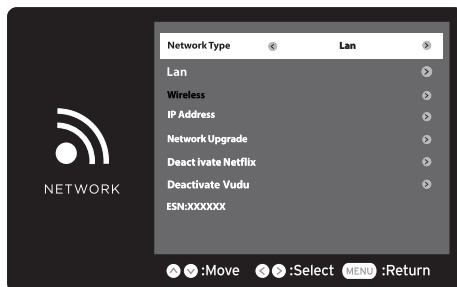 Network Type Lan
Lan
Wireless
IP Address
Network Upgrade
Deact ivate Netflix
Deactivate Vudu
ESN:XXXXXX
NETWORK
:Move :Select MENU :Return